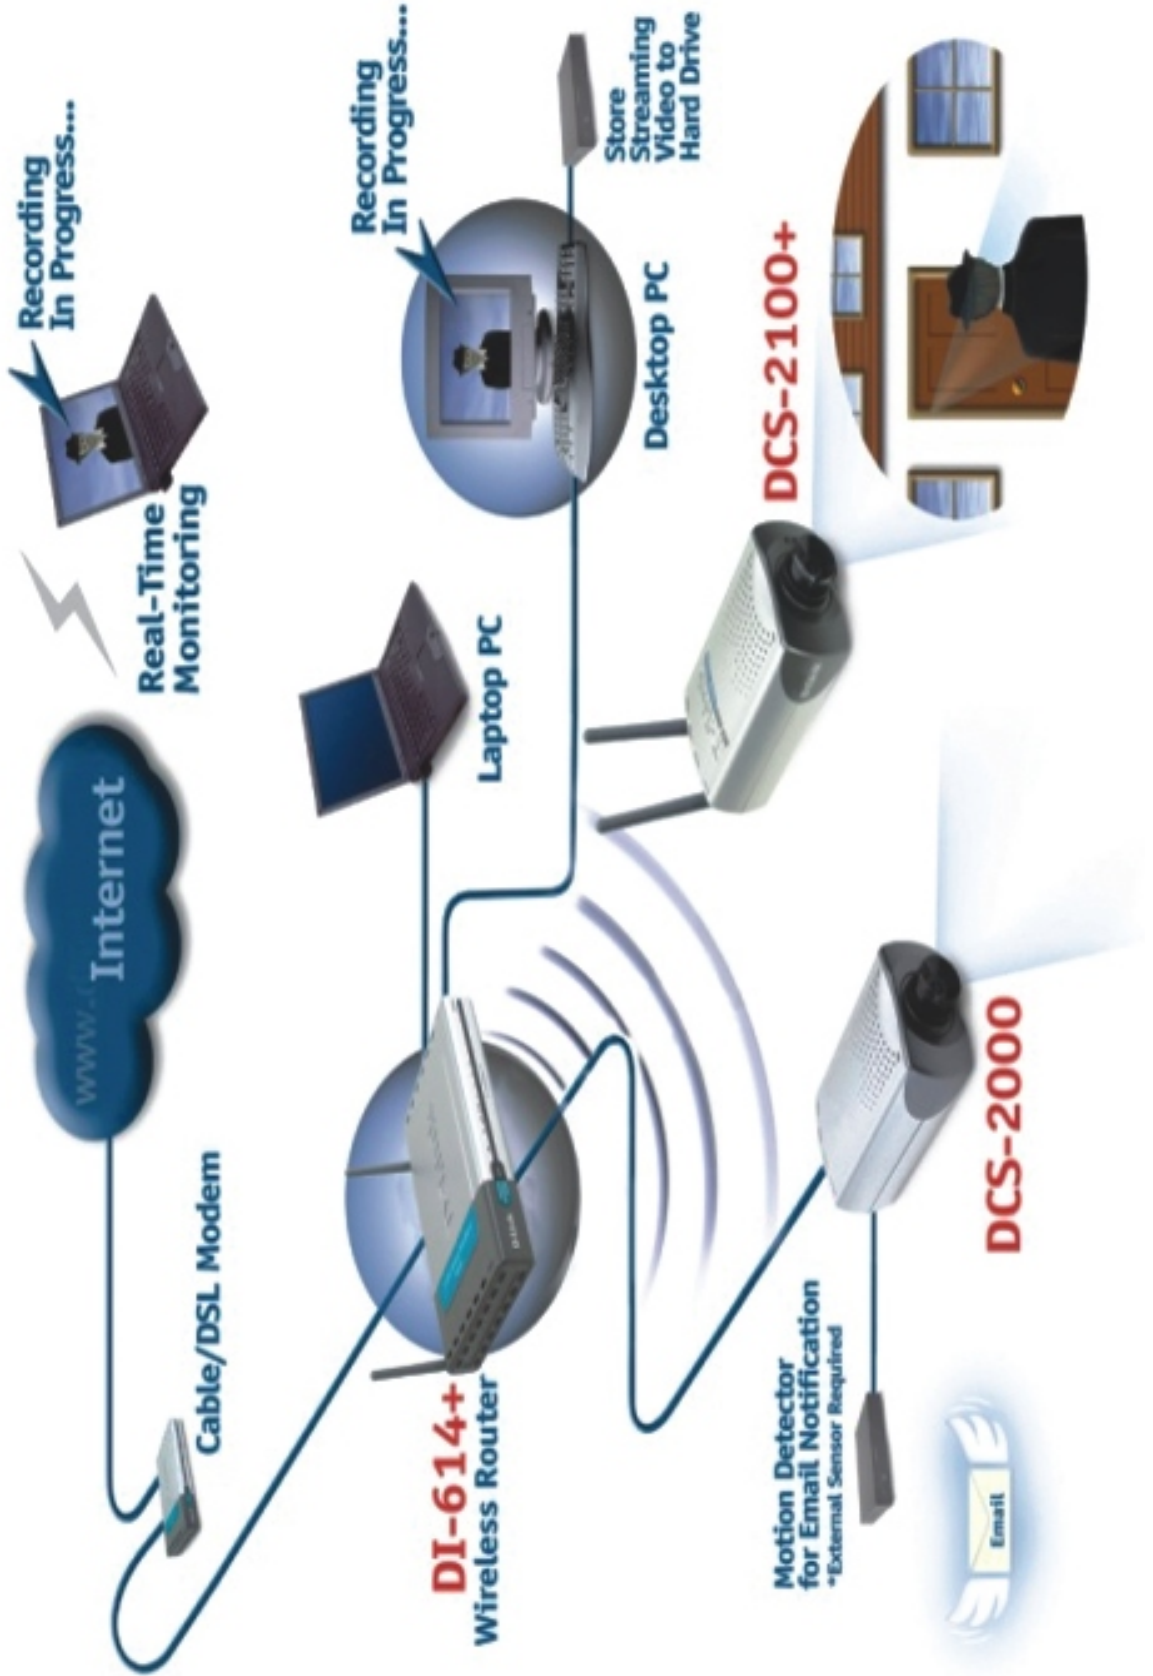 www.
Internet
Recording
In Progress...
Real-Time
Monitoring
Cable/DSL Modem
Recording
In Progress...
Laptop PC
Desktop PC
Store
Streaming
Video to
Hard Drive
DI-614+
Wireless Router
D-Link
DCS-2100+
Motion Detector
for Email Notification
*External Sensor Required
DCS-2000
Email